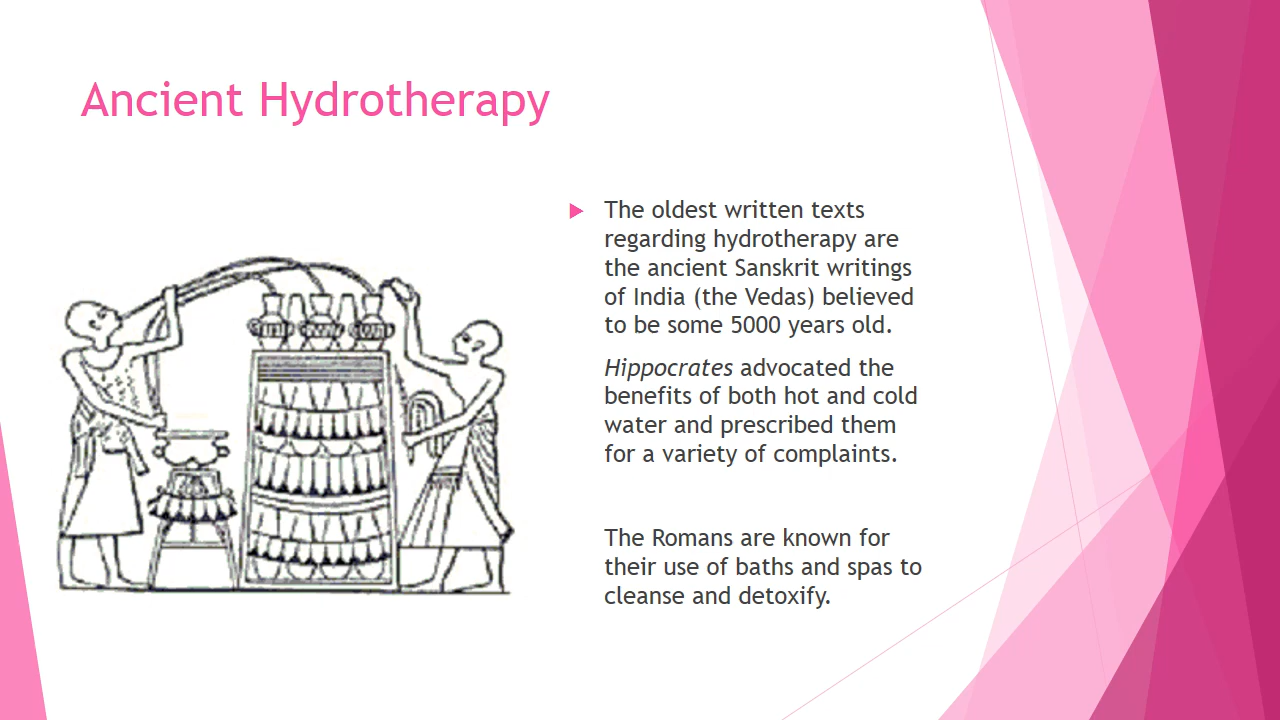 Ancient Hydrotherapy
The oldest written texts
regarding hydrotherapy are
the ancient Sanskrit writings
of India (the Vedas) believed
to be some 5000 years old.
Hippocrates advocated the
benefits of both hot and cold
water and prescribed them
for a variety of complaints.
The Romans are known for
their use of baths and spas to
cleanse and detoxify.